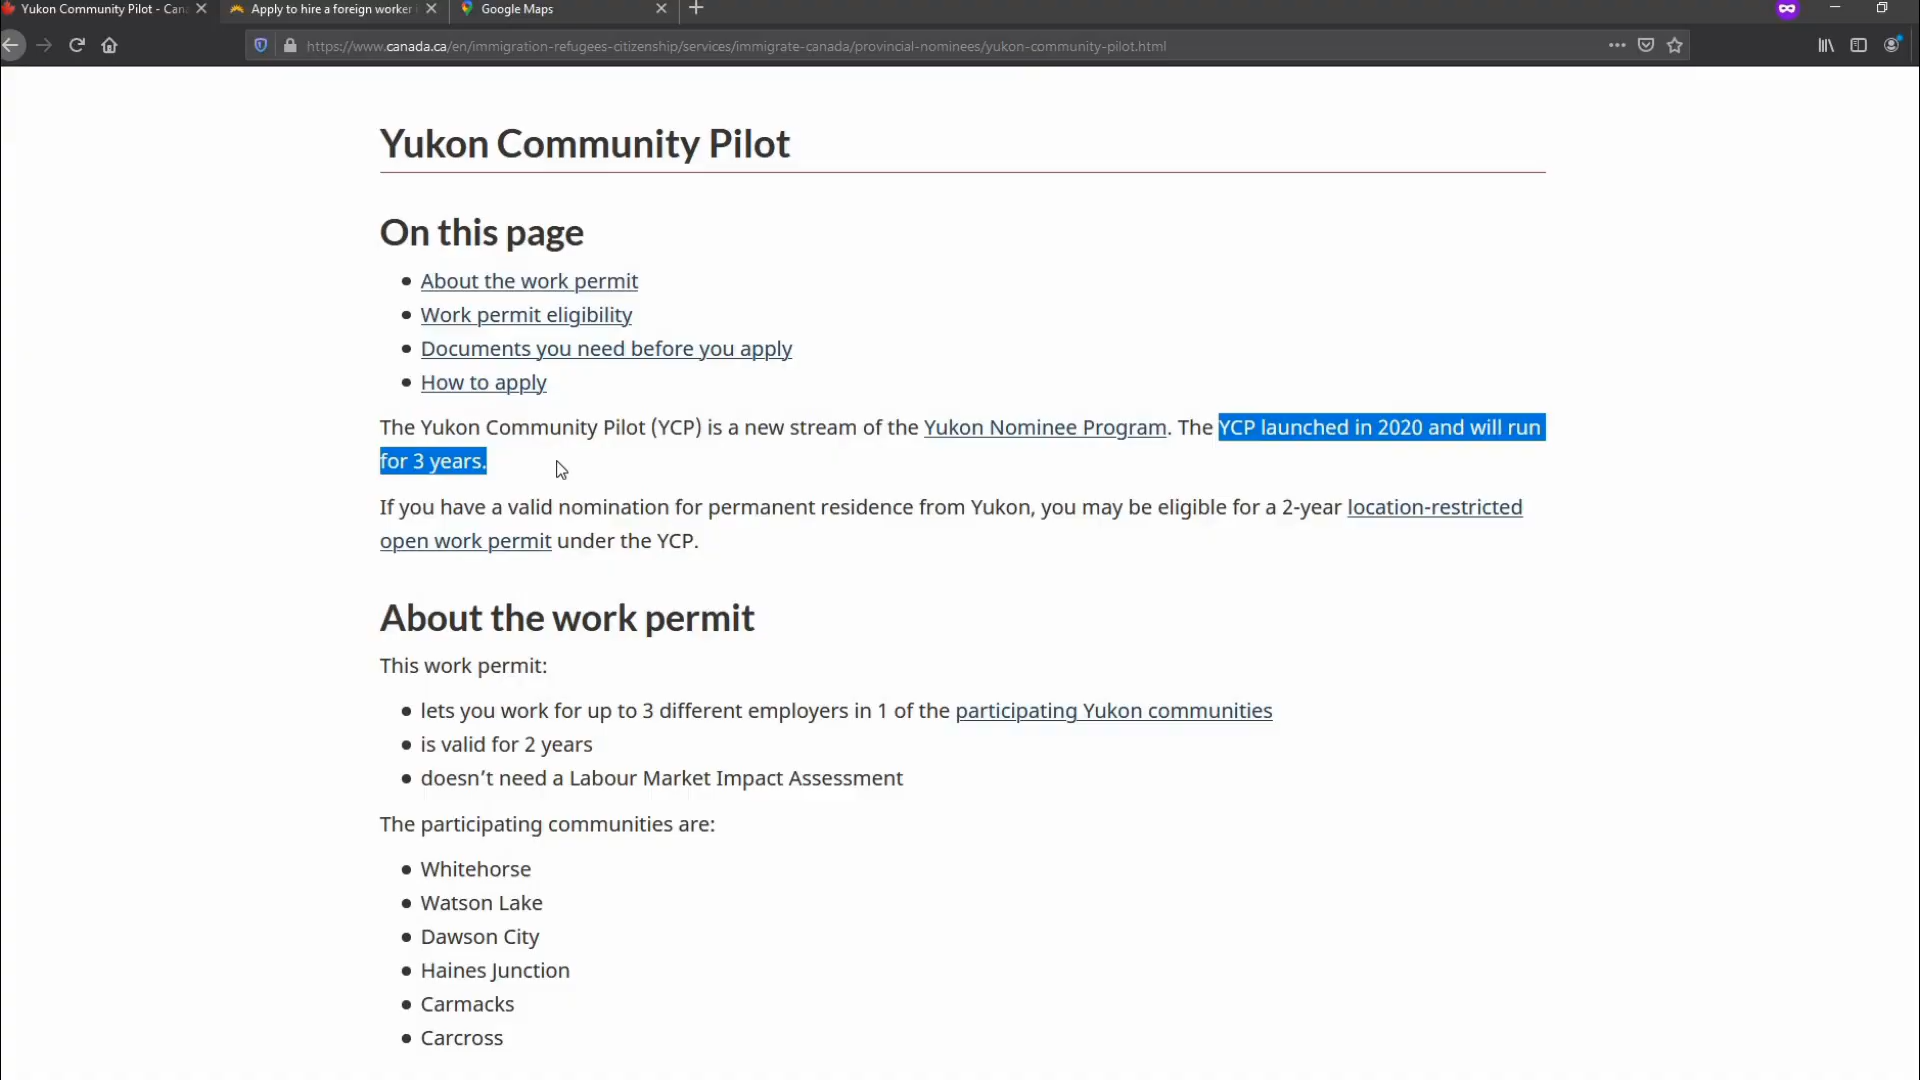 Yukon Community Pilot - Can
Apply to hire a foreign worker
Google Maps
https://www.canada.ca/en/immigration-refugees-citizenship/services/immigrate-canada/provincial-nominees/yukon-community-pilot.html
Yukon Community Pilot
On this page
About the work permit
Work permit eligibility
Documents you need before you apply
How to apply
The Yukon Community Pilot (YCP) is a new stream of the Yukon Nominee Program. The YCP launched in 2020 and will run
for 3 years.
If you have a valid nomination for permanent residence from Yukon, you may be eligible for a 2-year location-restricted
open work permit under the YCP.
About the work permit
This work permit:
lets you work for up to 3 different employers in 1 of the participating Yukon communities
is valid for 2 years
doesn’t need a Labour Market Impact Assessment
The participating communities are:
Whitehorse
Watson Lake
Dawson City
Haines Junction
Carmacks
Carcross